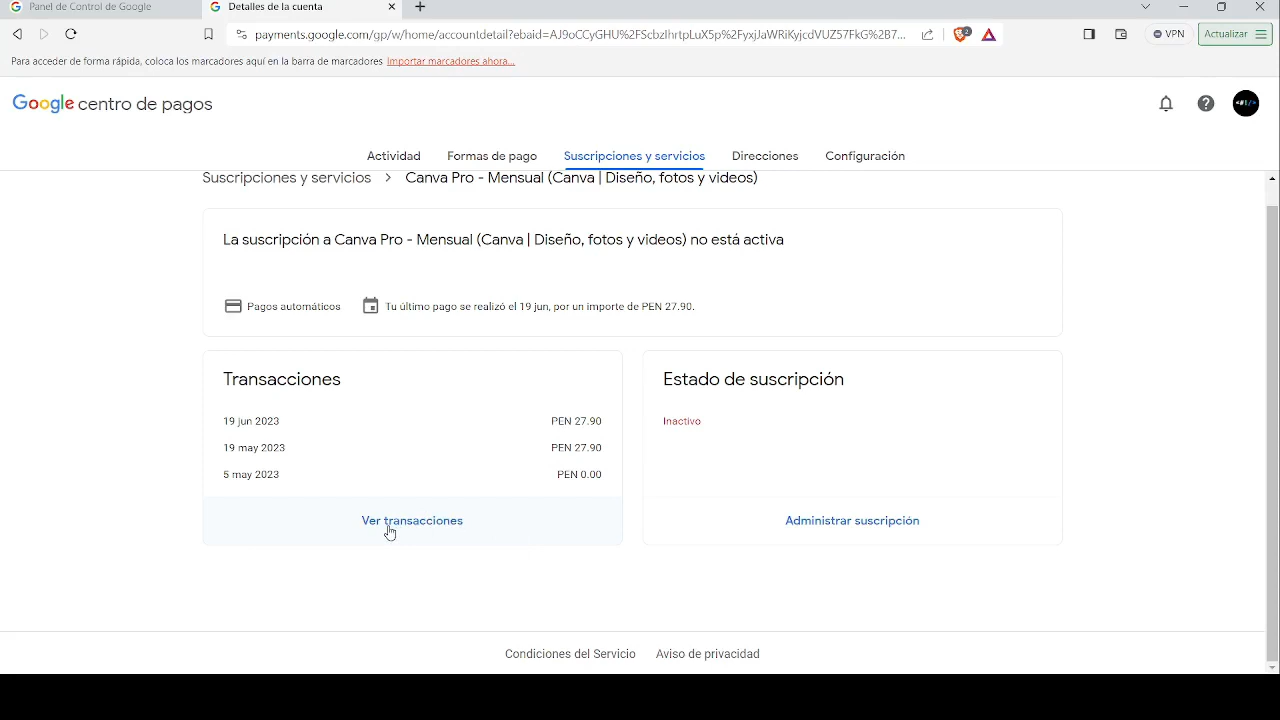 Panel de Control de Google
Detalles de la cuenta
payments.google.com/gp/w/home/accountdetail?ebaid=AJ9oCCyGHU%2FScbzIhrtpLuX5p%2FyxjJaWRiKyjcdVUZ57FkG%2B7...
2
VPN
Actualizar
Para acceder de forma rápida, coloca los marcadores aquí en la barra de marcadores Importar marcadores ahora...
Google centro de pagos
<#!/>
Actividad
Formas de pago
Suscripciones y servicios
Direcciones
Configuración
Suscripciones y servicios > Canva Pro - Mensual (Canva | Diseño, fotos y videos)
La suscripción a Canva Pro - Mensual (Canva | Diseño, fotos y videos) no está activa
Pagos automáticos
Tu último pago se realizó el 19 jun, por un importe de PEN 27.90.
Transacciones
19 jun 2023 PEN 27.90
19 may 2023 PEN 27.90
5 may 2023 PEN 0.00
Ver transacciones
Estado de suscripción
Inactivo
Administrar suscripción
Condiciones del Servicio
Aviso de privacidad